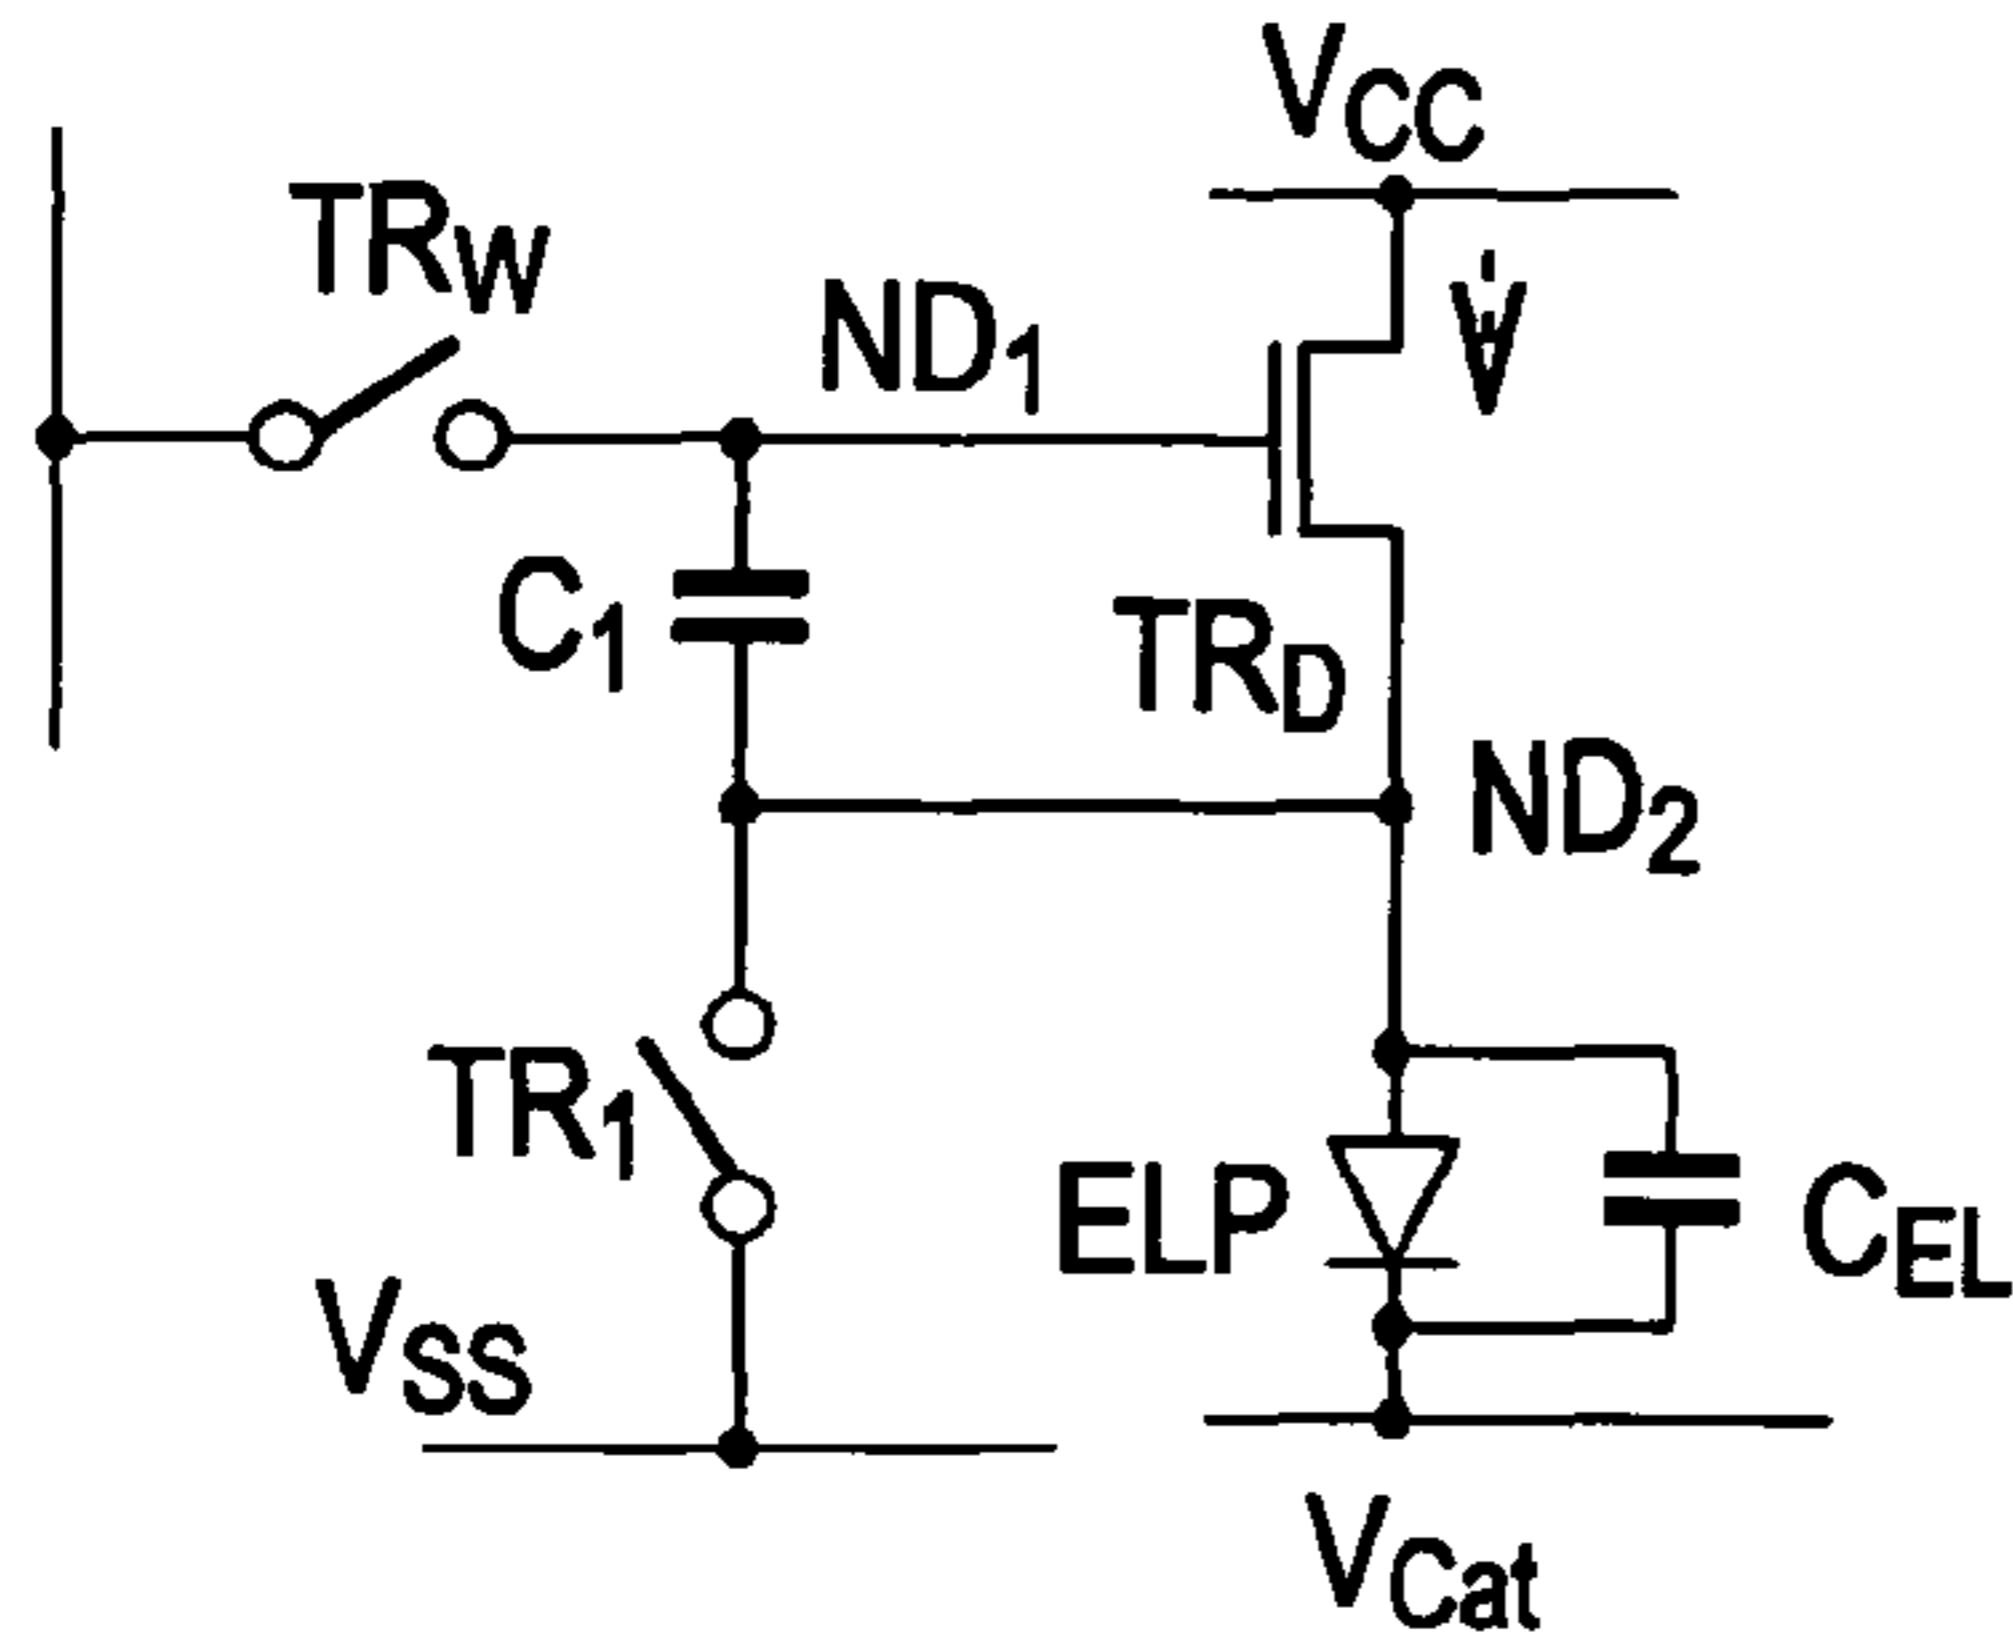 VCC
TRW
ND1
C1
TRD
ND2
TR1
ELP
CEL
VSS
VCat